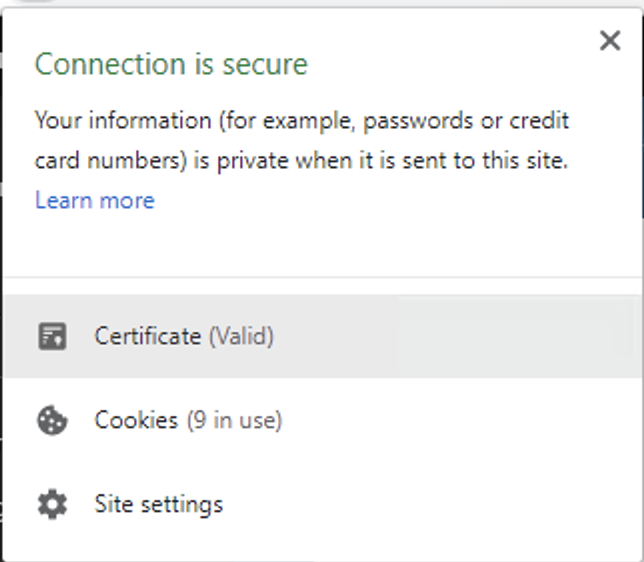 Connection is secure
Your information (for example, passwords or credit
card numbers) is private when it is sent to this site.
Learn more
Certificate (Valid)
Cookies (9 in use)
Site settings